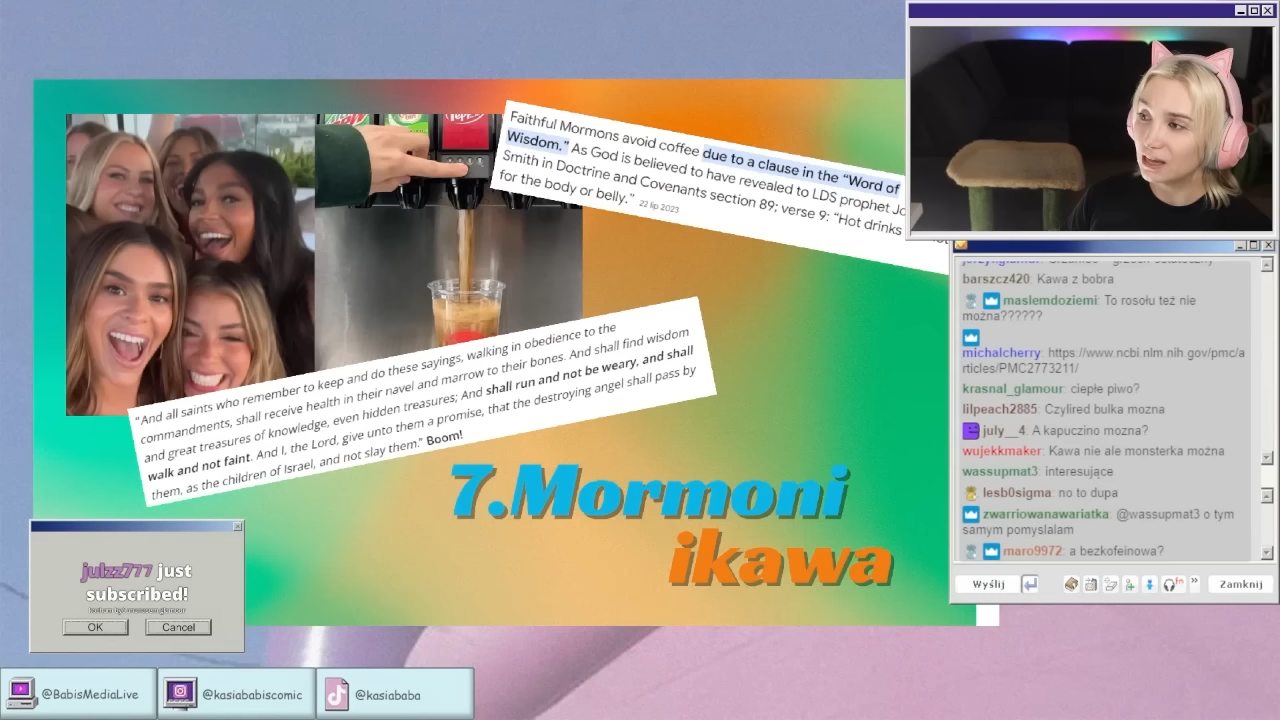 Faithful Mormons avoid coffee due to a clause in the “Word of
Wisdom.” As God is believed to have revealed to LDS prophet
Smith in Doctrine and Covenants section 89; verse 9: “Hot drinks
for the body or belly.” 22 lip 2023
“And all saints who remember to keep and do these sayings, walking in obedience to the
commandments, shall receive health in their navel and marrow to their bones. And shall find wisdom
and great treasures of knowledge, even hidden treasures; And shall run and not be weary, and shall
walk and not faint. And I, the Lord, give unto them a promise, that the destroying angel shall pass by
them, as the children of Israel, and not slay them.” Boom!
7.Mormoni
ikawa
barszcz420: Kawa z bobra
maslemdoziemi: To rosołu też nie
można??????
michalcherry: https://www.ncbi.nlm.nih.gov/pmc/a
rticles/PMC2773211/
krasnal_glamour: ciepłe piwo?
lilpeach2885: Czylired bulka mozna
july__4: A kapuczino mozna?
wujekkmaker: Kawa nie ale monsterka można
wassupmat3: interesujące
lesb0sigma: no to dupa
zwarriowanawariatka: @wassupmat3 o tym
samym pomyslalam
maro9972: a bezkofeinowa?
Wyślij
Zamknij
julzz777 just
subscribed!
OK
Cancel
@BabisMediaLive
@kasiababiscomic
@kasiababa